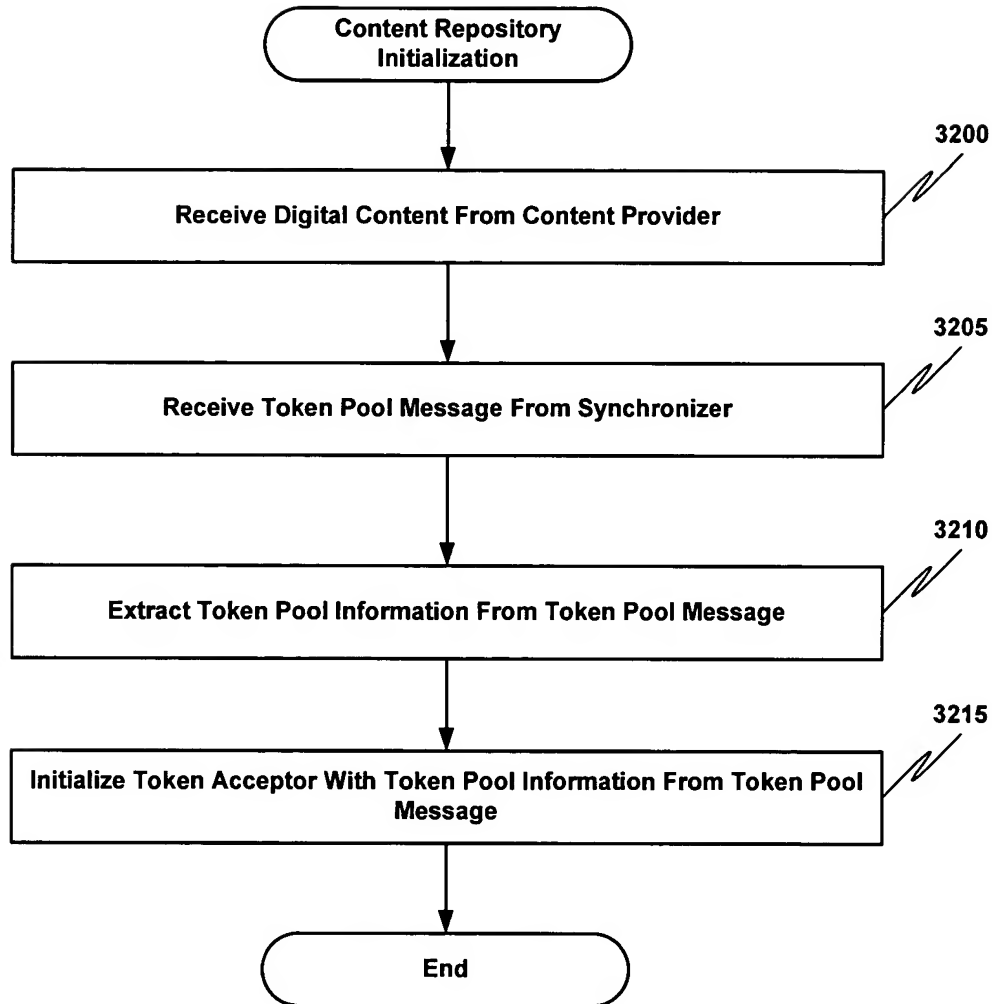 Content Repository
Initialization
3200
Receive Digital Content From Content Provider
3205
Receive Token Pool Message From Synchronizer
3210
Extract Token Pool Information From Token Pool Message
3215
Initialize Token Acceptor With Token Pool Information From Token Pool
Message
End